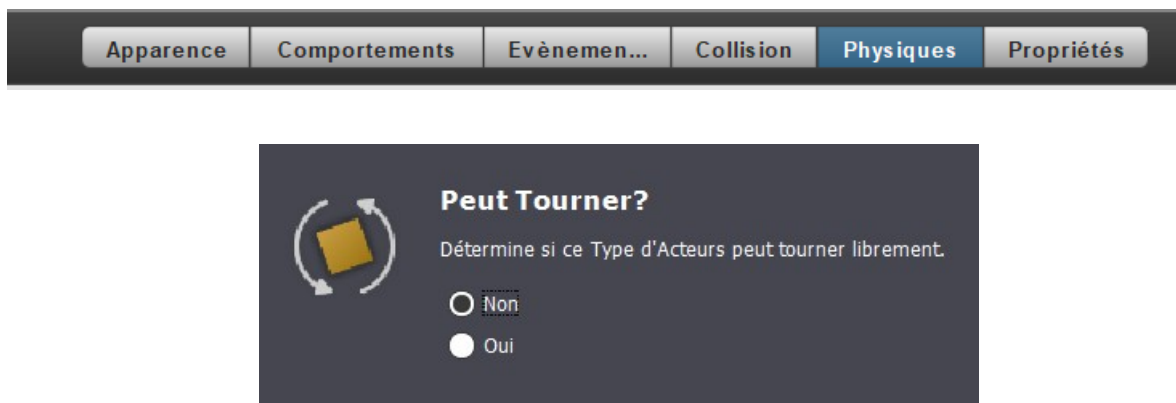 Apparence Comportements Evènemen... Collision Physiques Propriétés
Peut Tourner?
Détermine si ce Type d'Acteurs peut tourner librement.
Non
Oui